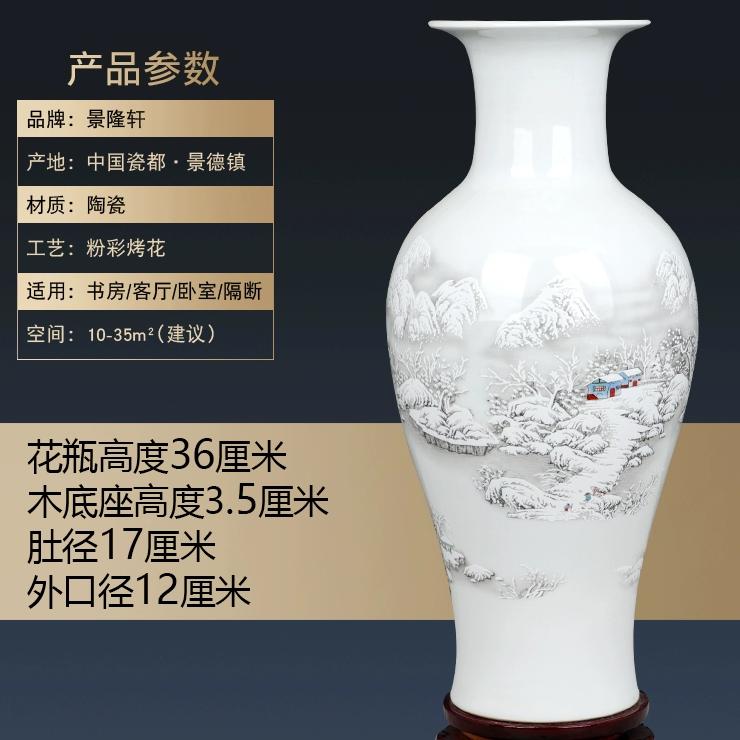 产品参数
品牌：景隆轩
产地：中国瓷都·景德镇
材质：陶瓷
工艺：粉彩烤花
适用：书房/客厅/卧室/隔断
空间：10-35m²(建议)
花瓶高度36厘米
木底座高度3.5厘米
肚径17厘米
外口径12厘米